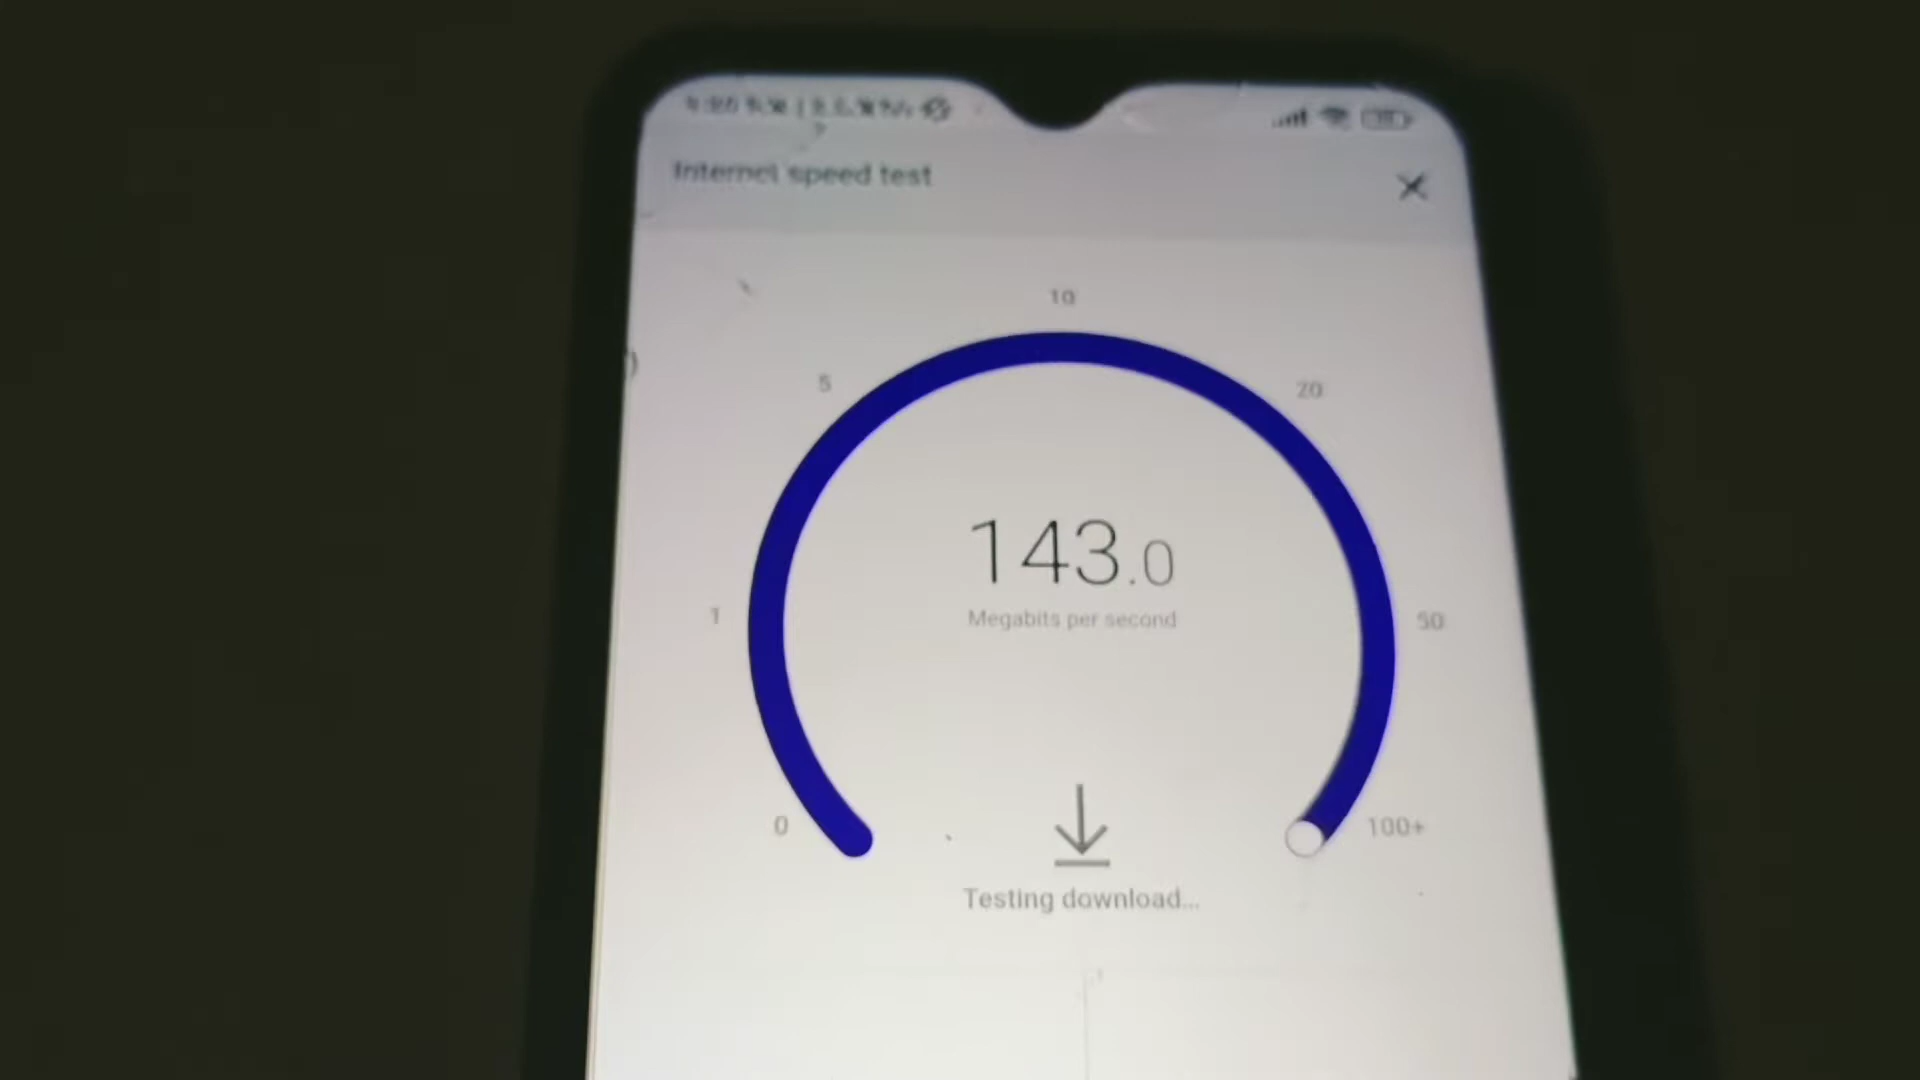 Internet speed test
10
5
20
143.0
Megabits per second
1
50
0
100+
Testing download...